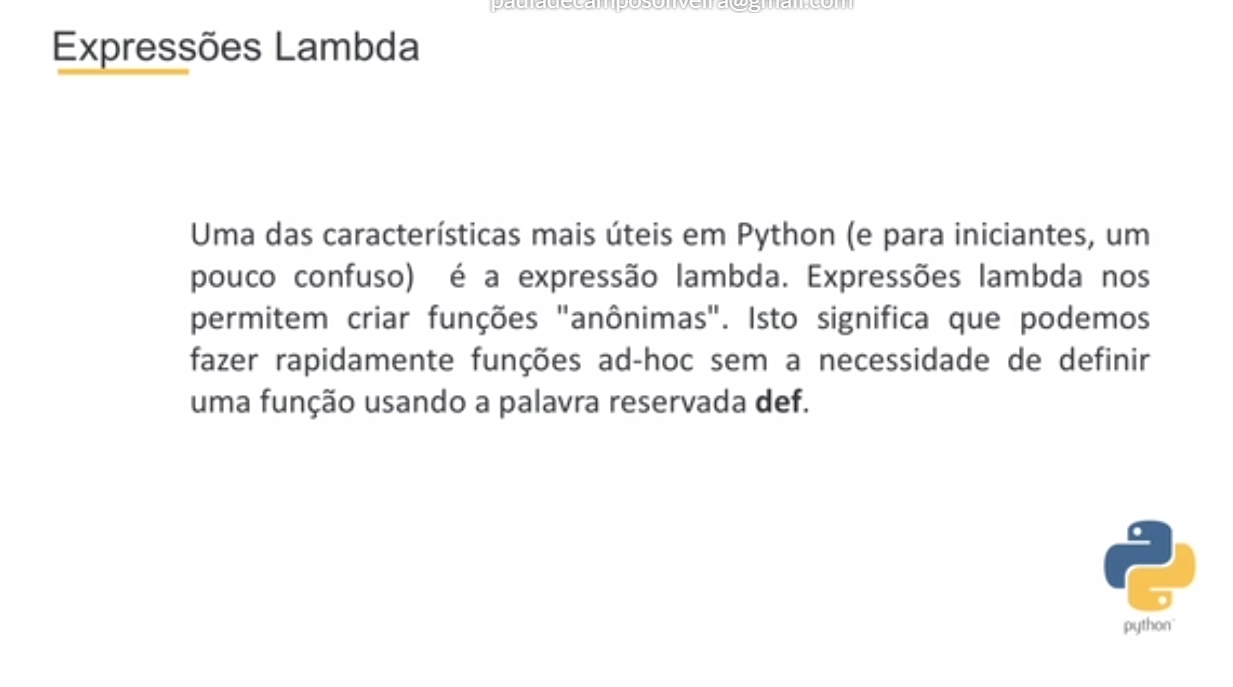 Expressões Lambda
Uma das características mais úteis em Python (e para iniciantes, um
pouco confuso) é a expressão lambda. Expressões lambda nos
permitem criar funções "anônimas". Isto significa que podemos
fazer rapidamente funções ad-hoc sem a necessidade de definir
uma função usando a palavra reservada def.
python